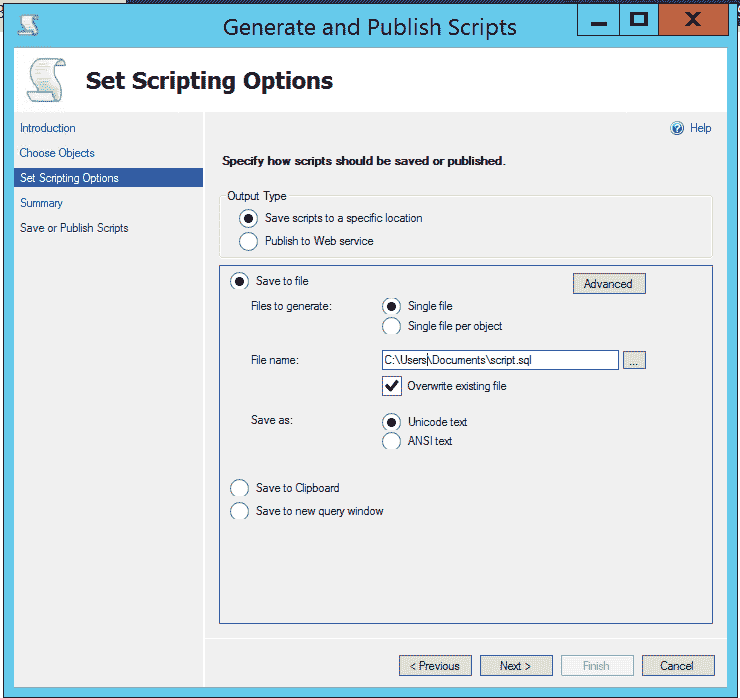 Generate and Publish Scripts
Set Scripting Options
Introduction
Choose Objects
Set Scripting Options
Summary
Save or Publish Scripts
Help
Specify how scripts should be saved or published.
Output Type
Save scripts to a specific location
Publish to Web service
Save to file
Advanced
Files to generate:
Single file
Single file per object
File name:
C:\Users\Documents\script.sql
...
Overwrite existing file
Save as:
Unicode text
ANSI text
Save to Clipboard
Save to new query window
< Previous
Next >
Finish
Cancel